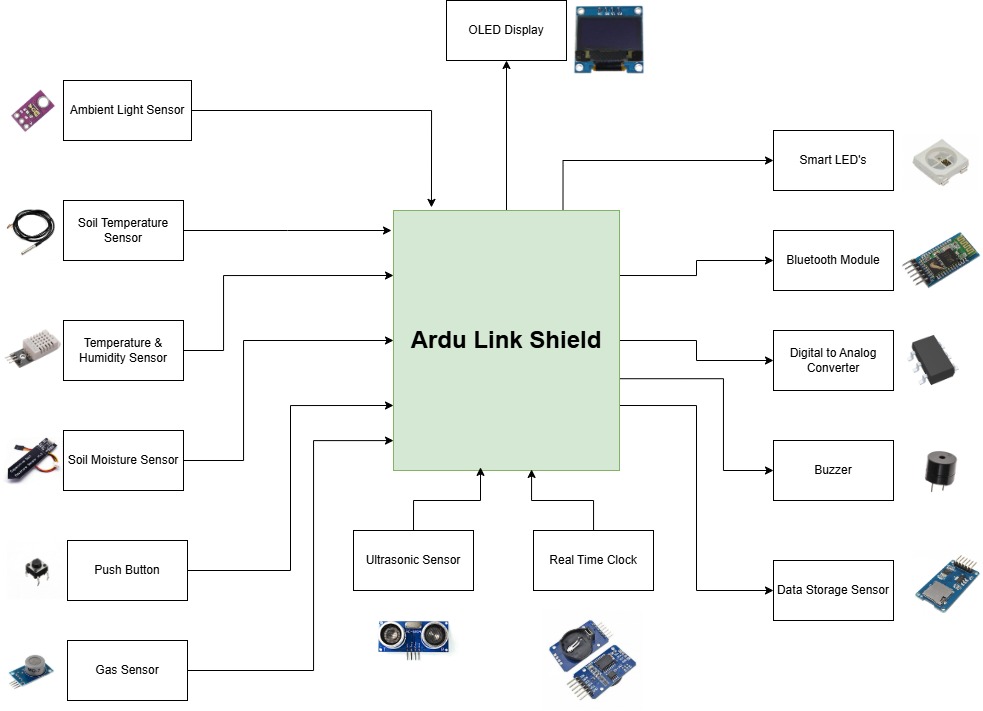 OLED Display
Ambient Light Sensor
Smart LED's
Soil Temperature
Sensor
Bluetooth Module
Temperature &
Humidity Sensor
Ardu Link Shield
Digital to Analog
Converter
Soil Moisture Sensor
Buzzer
Push Button
Ultrasonic Sensor
Real Time Clock
Data Storage Sensor
Gas Sensor